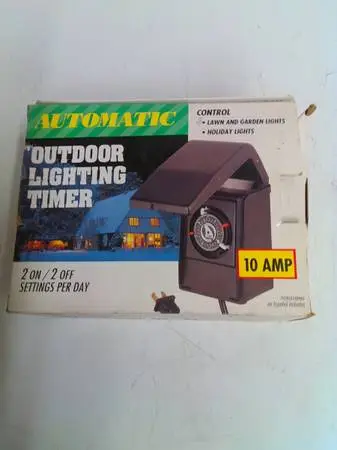 AUTOMATIC
OUTDOOR
LIGHTING
TIMER
2 ON / 2 OFF
SETTINGS PER DAY
CONTROL
• LAWN AND GARDEN LIGHTS
• HOLIDAY LIGHTS
10 AMP